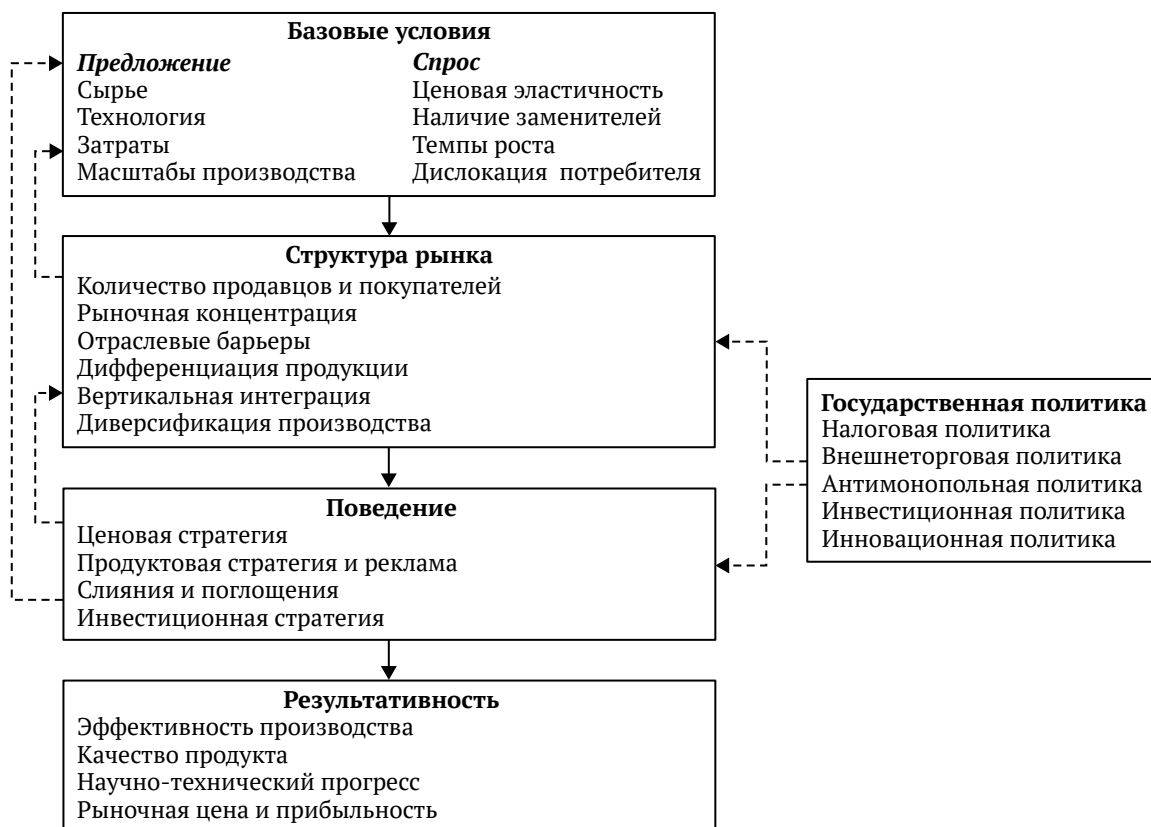 Базовые условия
Предложение
Сырье
Технология
Затраты
Масштабы производства
Спрос
Ценовая эластичность
Наличие заменителей
Темпы роста
Дислокация потребителя
Структура рынка
Количество продавцов и покупателей
Рыночная концентрация
Отраслевые барьеры
Дифференциация продукции
Вертикальная интеграция
Диверсификация производства
Государственная политика
Налоговая политика
Внешнеторговая политика
Антимонопольная политика
Инвестиционная политика
Инновационная политика
Поведение
Ценовая стратегия
Продуктовая стратегия и реклама
Слияния и поглощения
Инвестиционная стратегия
Результативность
Эффективность производства
Качество продукта
Научно-технический прогресс
Рыночная цена и прибыльность